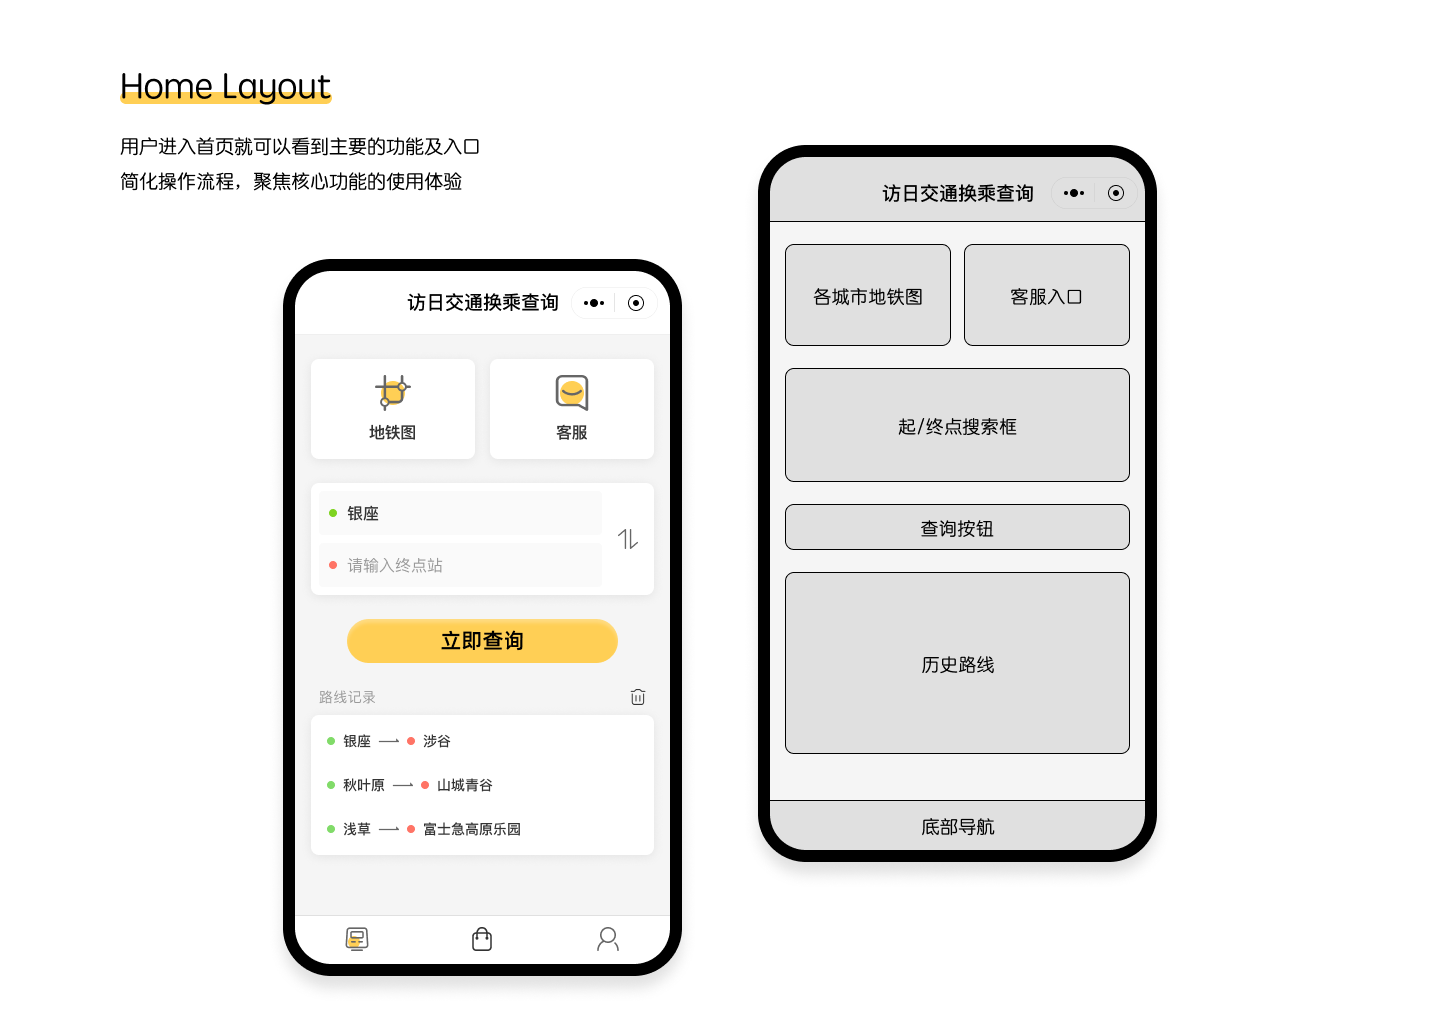 Home Layout
用户进入首页就可以看到主要的功能及入口
简化操作流程，聚焦核心功能的使用体验
访日交通换乘查询
地铁图
客服
银座
请输入终点站
立即查询
路线记录
银座 涉谷
秋叶原 山城青谷
浅草 富士急高原乐园
访日交通换乘查询
各城市地铁图
客服入口
起/终点搜索框
查询按钮
历史路线
底部导航